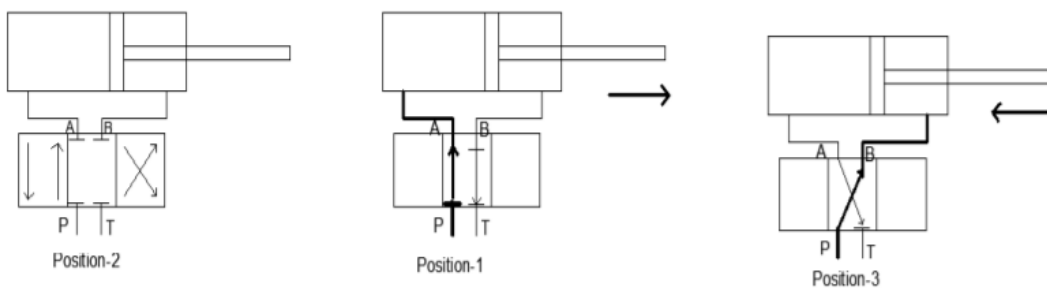 A B
P T
Position-2
A B
P T
Position-1
A B
P T
Position-3